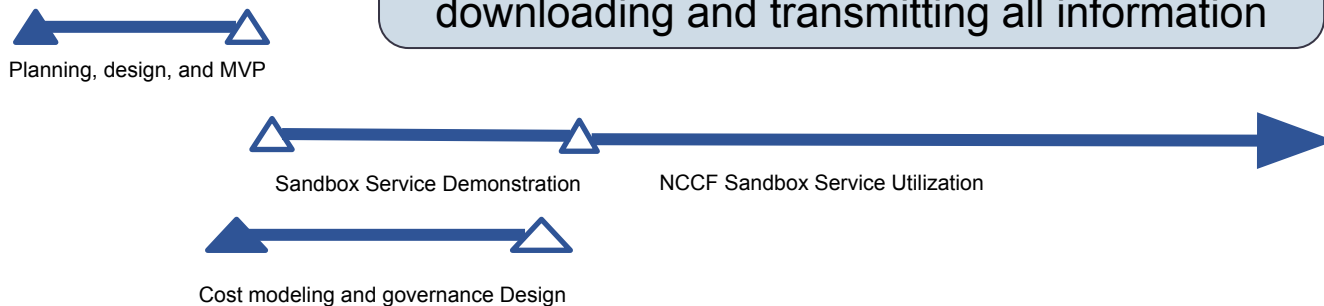 downloading and transmitting all information
Planning, design, and MVP
Sandbox Service Demonstration
NCCF Sandbox Service Utilization
Cost modeling and governance Design